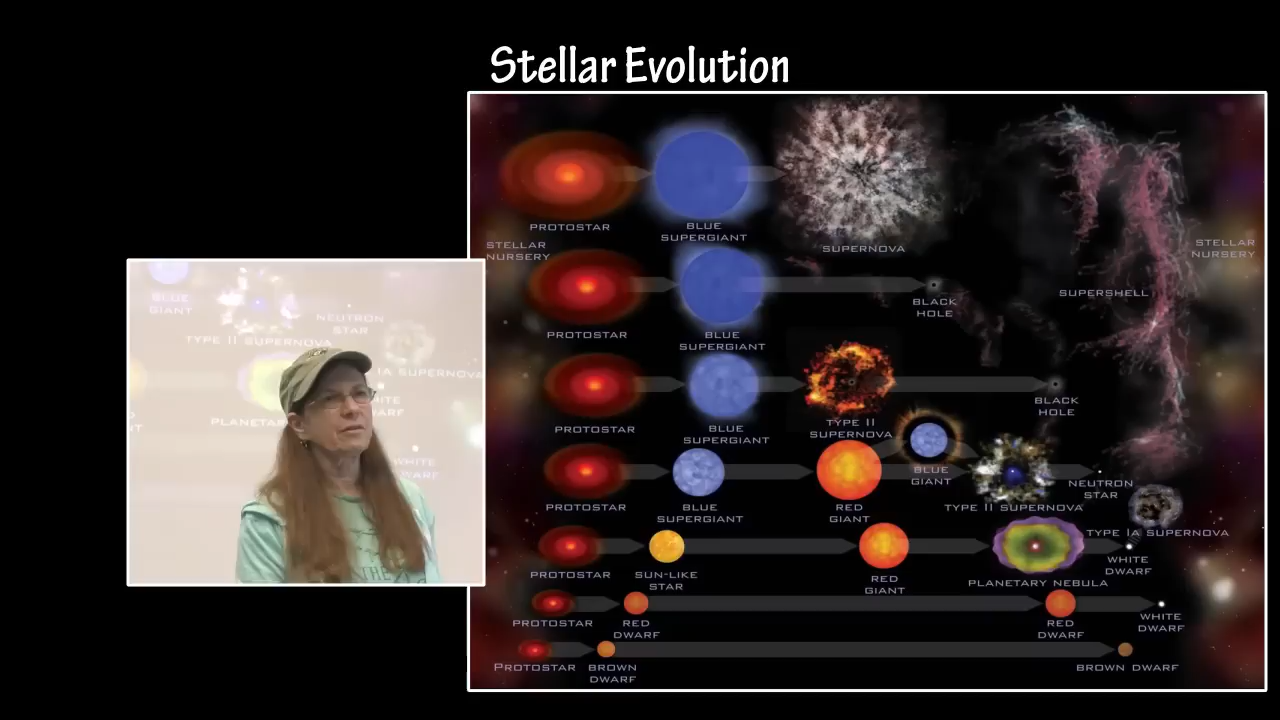 Stellar Evolution
PROTOSTAR
BLUE
SUPERGIANT
SUPERNOVA
STELLAR
NURSERY
STELLAR
NURSERY
SUPERSHELL
PROTOSTAR
BLUE
SUPERGIANT
BLACK
HOLE
PROTOSTAR
BLUE
SUPERGIANT
TYPE II
SUPERNOVA
BLACK
HOLE
PROTOSTAR
BLUE
SUPERGIANT
RED
GIANT
BLUE
GIANT
TYPE II SUPERNOVA
NEUTRON
STAR
TYPE IA SUPERNOVA
PROTOSTAR
SUN-LIKE
STAR
RED
GIANT
PLANETARY NEBULA
WHITE
DWARF
PROTOSTAR
RED
DWARF
RED
DWARF
WHITE
DWARF
PROTOSTAR
BROWN
DWARF
BROWN DWARF
BLUE
GIANT
NEUTRON
STAR
TYPE II SUPERNOVA
IA SUPERNOVA
PLANETAR
WHITE